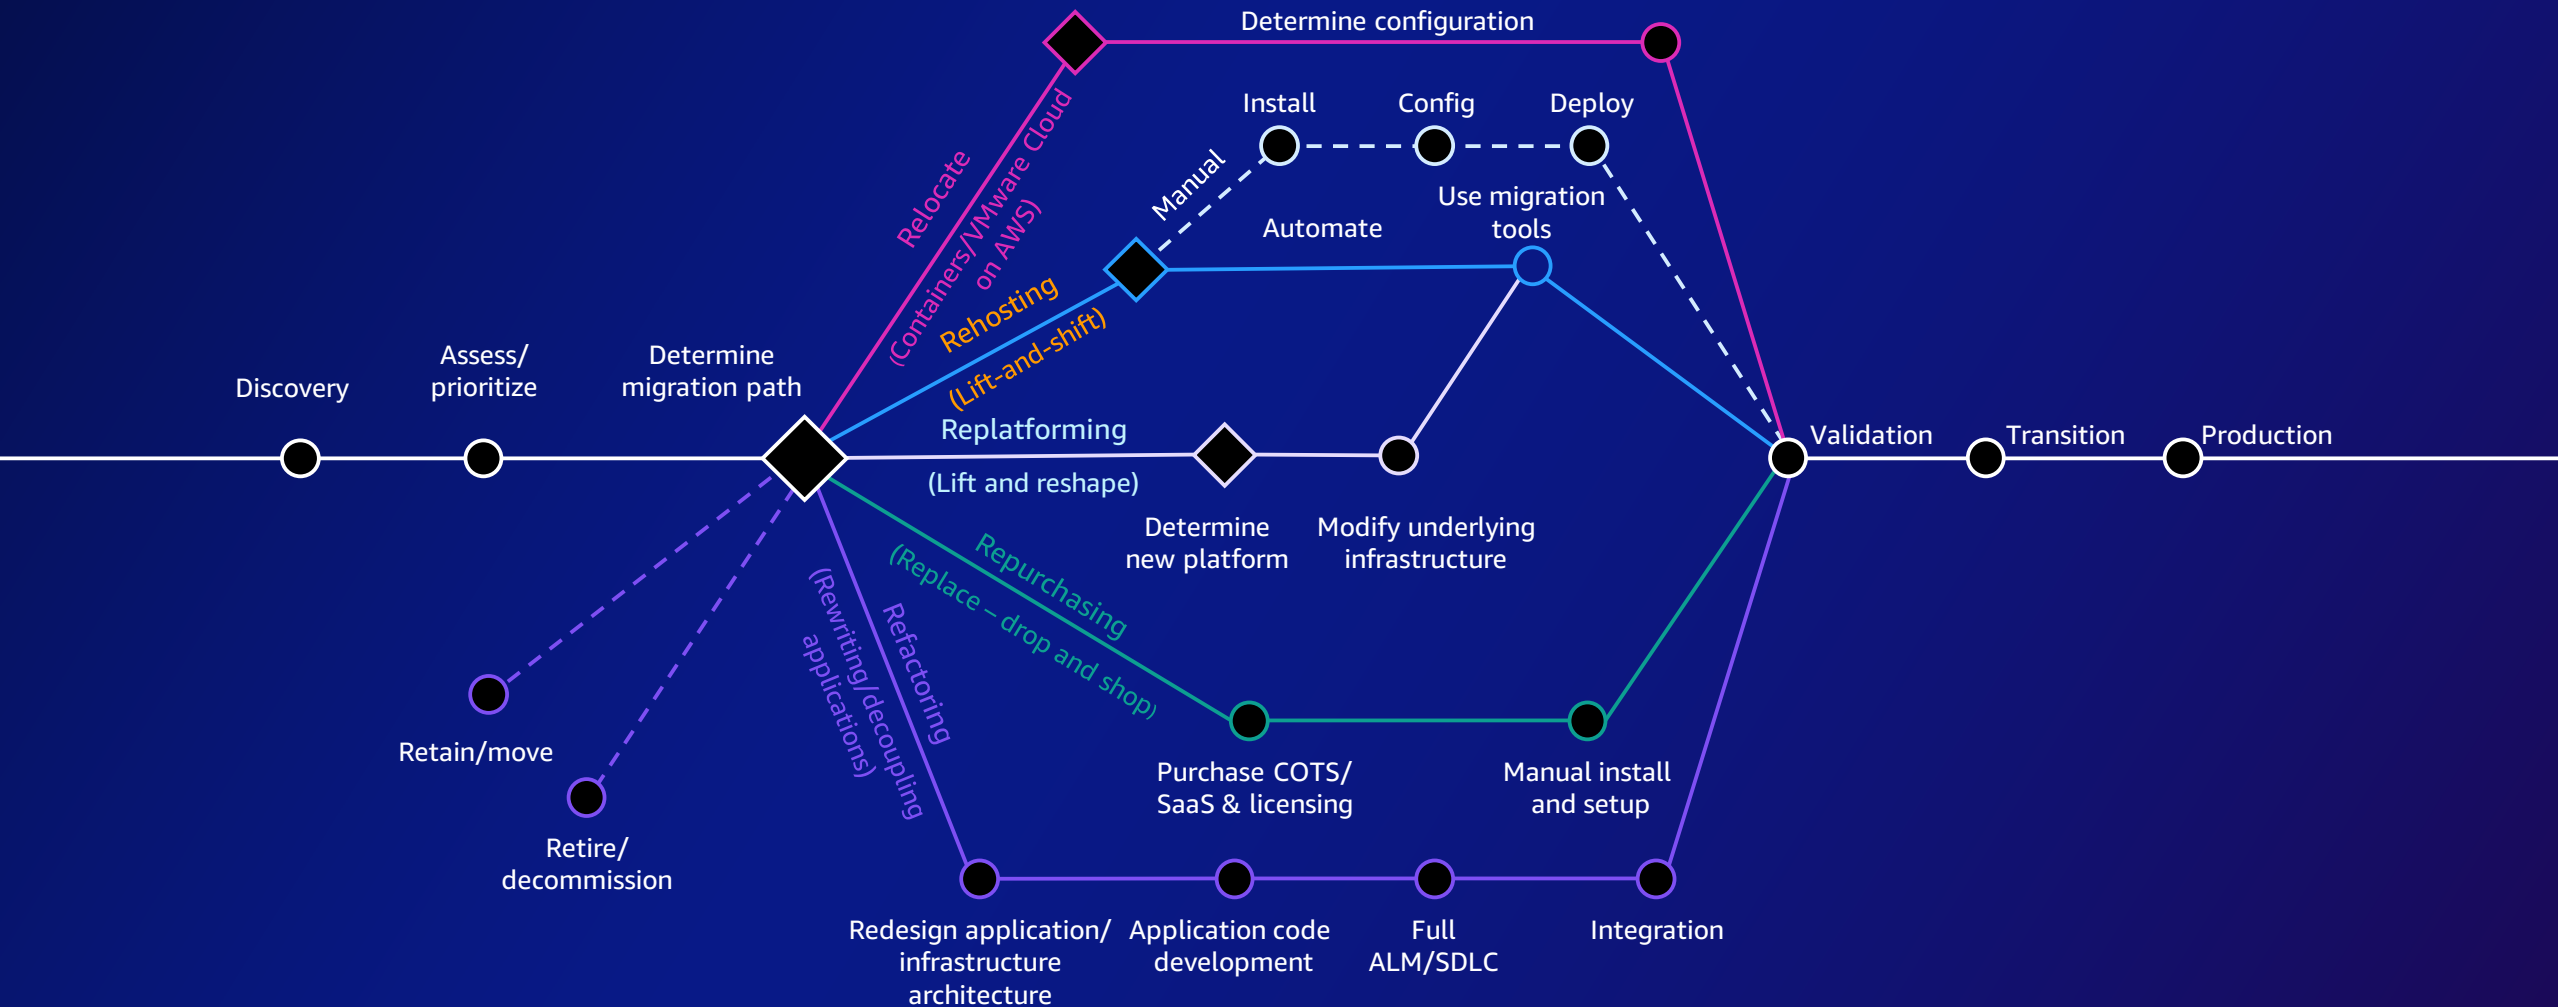 Determine configuration
Relocate
(Containers/VMware Cloud
on AWS)
Install
Config
Deploy
Manual
Automate
Use migration
tools
Rehosting
(Lift-and-shift)
Discovery
Assess/
prioritize
Determine
migration path
Replatforming
(Lift and reshape)
Determine
new platform
Modify underlying
infrastructure
Validation
Transition
Production
Repurchasing
(Replace – drop and shop)
Purchase COTS/
SaaS & licensing
Manual install
and setup
Refactoring
(Rewriting/decoupling
applications)
Retain/move
Retire/
decommission
Redesign application/
infrastructure
architecture
Application code
development
Full
ALM/SDLC
Integration